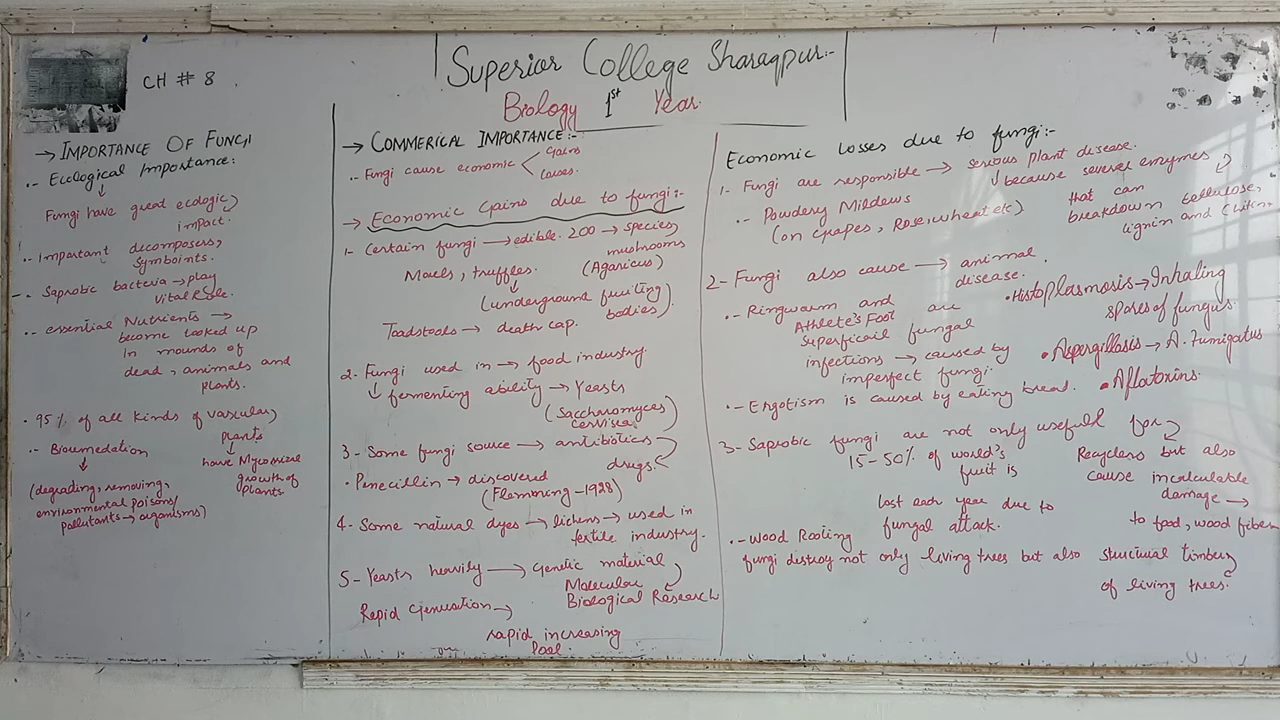 CH # 8
Superior College Sharaqpur:-
Biology 1st Year.
→ IMPORTANCE OF FUNGI
.- Ecological Importance:
↓
Fungi have great ecologic
impact.
.- Important decomposers,
Symboints.
-. Saprobic bacteria → play
vital Role.
.- essential Nutrients →
become Looked up
In mounds of
dead, animals and
plants.
. 95% of all kinds of vascular
plants
↓
have Mycorrizae
growth of
plants.
.- Bioremedation
↓
(degrading, removing,
environmental poisons/
pollutants → organisms)
→ COMMERICAL IMPORTANCE:-
.- Fungi cause economic < Gains
Losses.
→ Economic Gains due to fungi:-
1- Certain fungi → edible. 200 → species
mushrooms
Morels, truffles. (Agaricus)
↓
(underground fruiting
bodies)
Toadstools → death cap.
2- Fungi used in → food industry.
↓ fermenting ability → Yeasts
(Saccharomyces
cervisea)
3- Some fungi source → antibiotics
drugs.
. Penecillin → discovered
(Flemming-1928)
4- Some natural dyes → lichens → used in
textile industry.
5- Yeasts heavily → Genetic material
Moleculor
Biological Research
Rapid Genreation →
rapid increasing
Pool.
Economic Losses due to fungi:-
1- Fungi are responsible → serious plant disease.
↓ because several enzymes
that can
breakdown cellulose,
lignin and Chitin.
.- Powdery Mildews
(on grapes, Rose, wheat etc)
2- Fungi also cause → animal
disease.
.- Ringwarm and
Athlete's Foot are
Superficail fungal
infections → caused by
imperfect fungi.
• Histoplasmosis → Inhaling
spores of fungus.
• Aspergillasis → A. Fumigatus
• Aflatoxins.
.- Ergotism is caused by eating bread.
3- Saprobic fungi are not only usefull for
Recyclers but also
cause incalculable
damage →
to food, wood fiber
15-50% of world's
fruit is
lost each year due to
fungal attack.
.- Wood Rooting
fungi destroy not only living trees but also structural timber
of living trees.